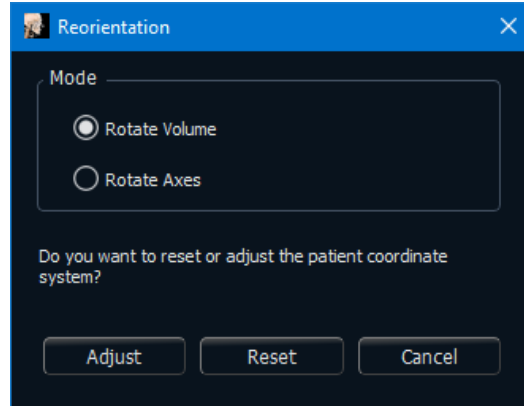 Reorientation
Mode
Rotate Volume
Rotate Axes
Do you want to reset or adjust the patient coordinate
system?
Adjust Reset Cancel